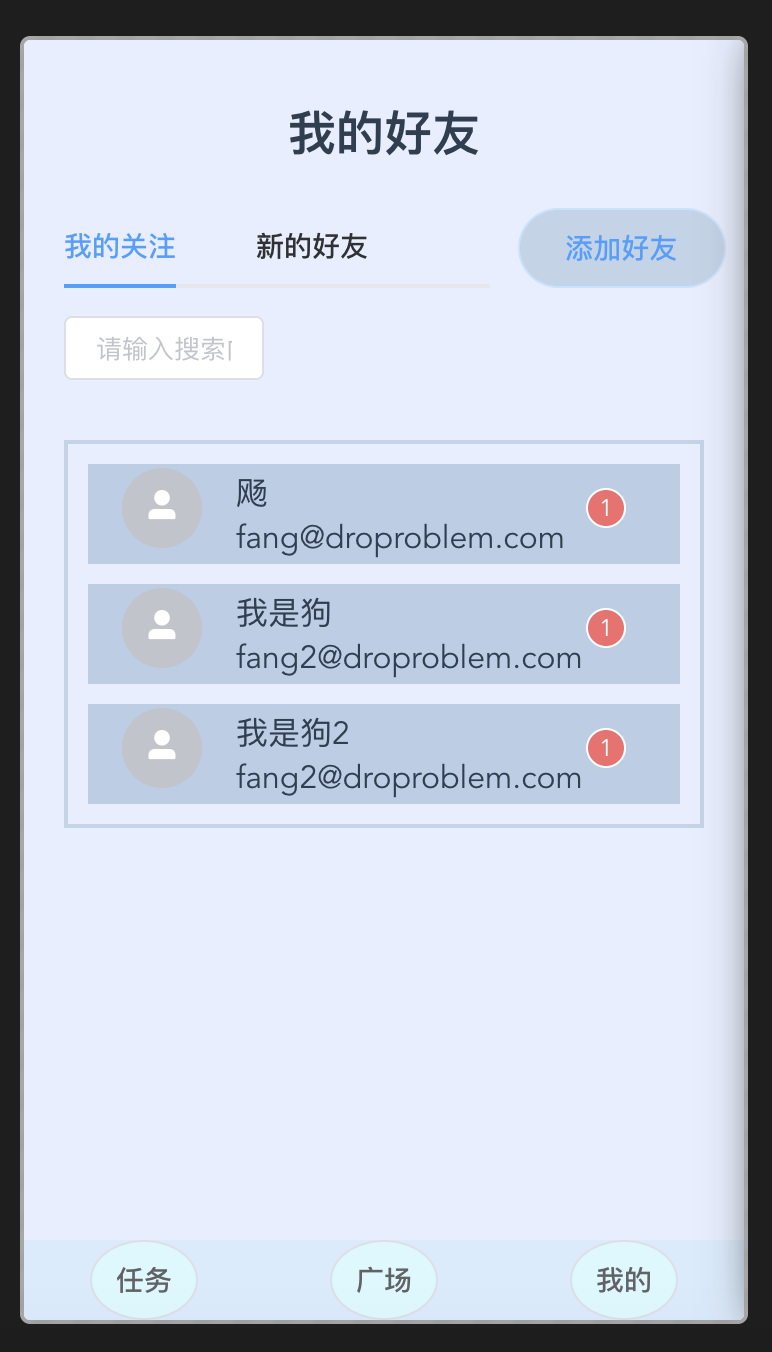 我的好友
我的关注 新的好友 添加好友
请输入搜索
飏
fang@droproblem.com
1
我是狗
fang2@droproblem.com
1
我是狗2
fang2@droproblem.com
1
任务 广场 我的